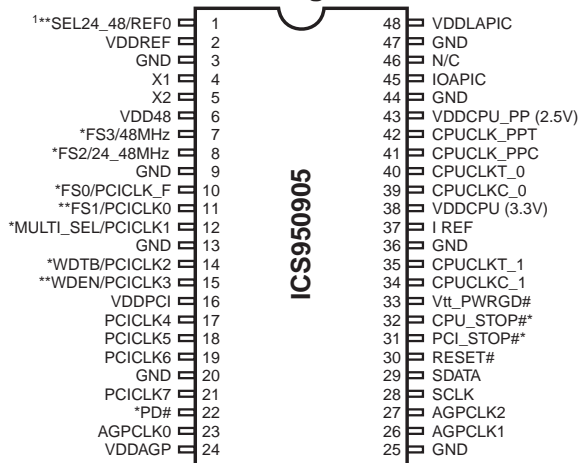 ¹**SEL24_48/REF0 1 48 VDDLAPIC
VDDREF 2 47 GND
GND 3 46 N/C
X1 4 45 IOAPIC
X2 5 44 GND
VDD48 6 43 VDDCPU_PP (2.5V)
*FS3/48MHz 7 42 CPUCLK_PPT
*FS2/24_48MHz 8 41 CPUCLK_PPC
GND 9 40 CPUCLKT_0
*FS0/PCICLK_F 10 39 CPUCLKC_0
**FS1/PCICLK0 11 38 VDDCPU (3.3V)
*MULTI_SEL/PCICLK1 12 37 I REF
GND 13 36 GND
*WDTB/PCICLK2 14 35 CPUCLKT_1
**WDEN/PCICLK3 15 34 CPUCLKC_1
VDDPCI 16 33 Vtt_PWRGD#
PCICLK4 17 32 CPU_STOP#*
PCICLK5 18 31 PCI_STOP#*
PCICLK6 19 30 RESET#
GND 20 29 SDATA
PCICLK7 21 28 SCLK
*PD# 22 27 AGPCLK2
AGPCLK0 23 26 AGPCLK1
VDDAGP 24 25 GND
ICS950905